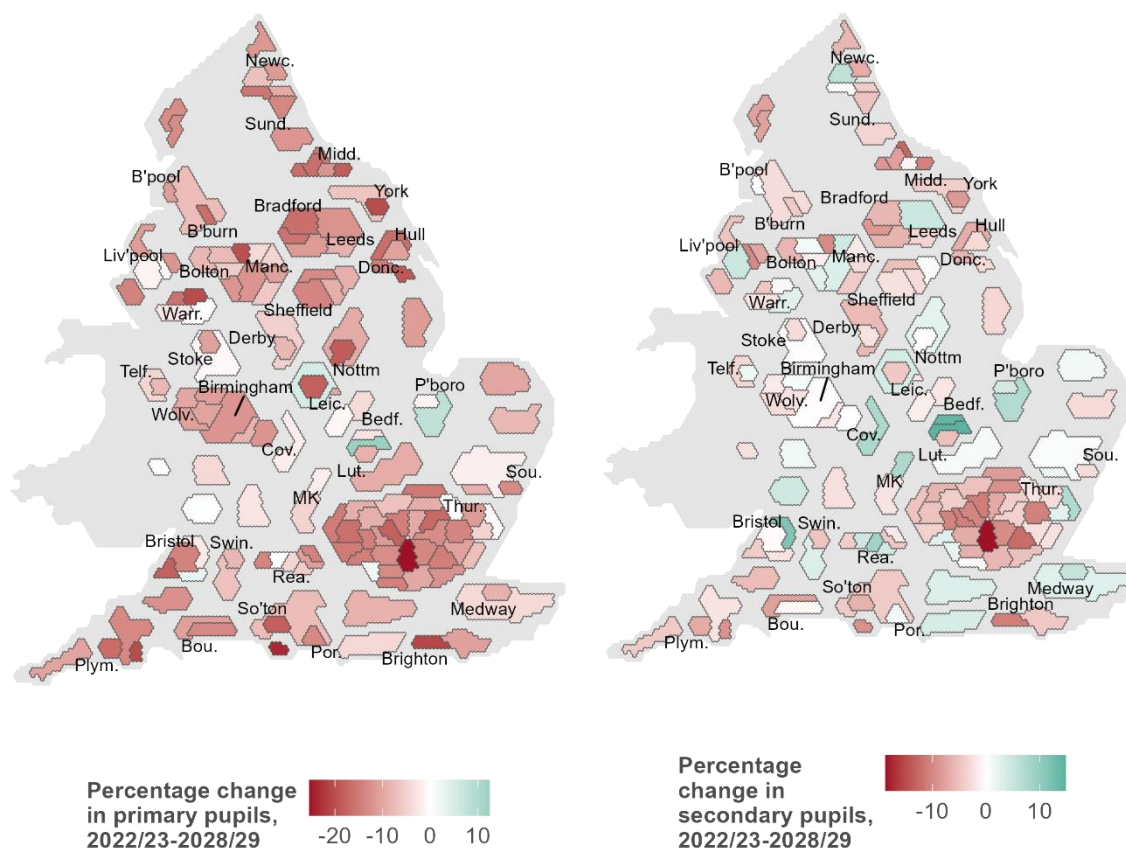 Newc.
Sund.
Midd.
B'pool
York
Bradford
B'burn
Leeds
Hull
Liv'pool
Bolton
Manc.
Donc.
Warr.
Sheffield
Derby
Stoke
Nottm
Telf.
Birmingham
P'boro
Wolv.
Leic.
Bedf.
Cov.
Lut.
Sou.
MK
Thur.
Bristol
Swin.
Rea.
So'ton
Medway
Bou.
Por.
Brighton
Plym.
Percentage change
in primary pupils,
2022/23-2028/29
-20 -10 0 10
Newc.
Sund.
Midd.
B'pool
York
Bradford
B'burn
Leeds
Hull
Liv'pool
Bolton
Manc.
Donc.
Warr.
Sheffield
Derby
Stoke
Nottm
Telf.
Birmingham
P'boro
Wolv.
Leic.
Bedf.
Cov.
Lut.
Sou.
MK
Thur.
Bristol
Swin.
Rea.
So'ton
Medway
Bou.
Por.
Brighton
Plym.
Percentage
change in
secondary pupils,
2022/23-2028/29
-10 0 10